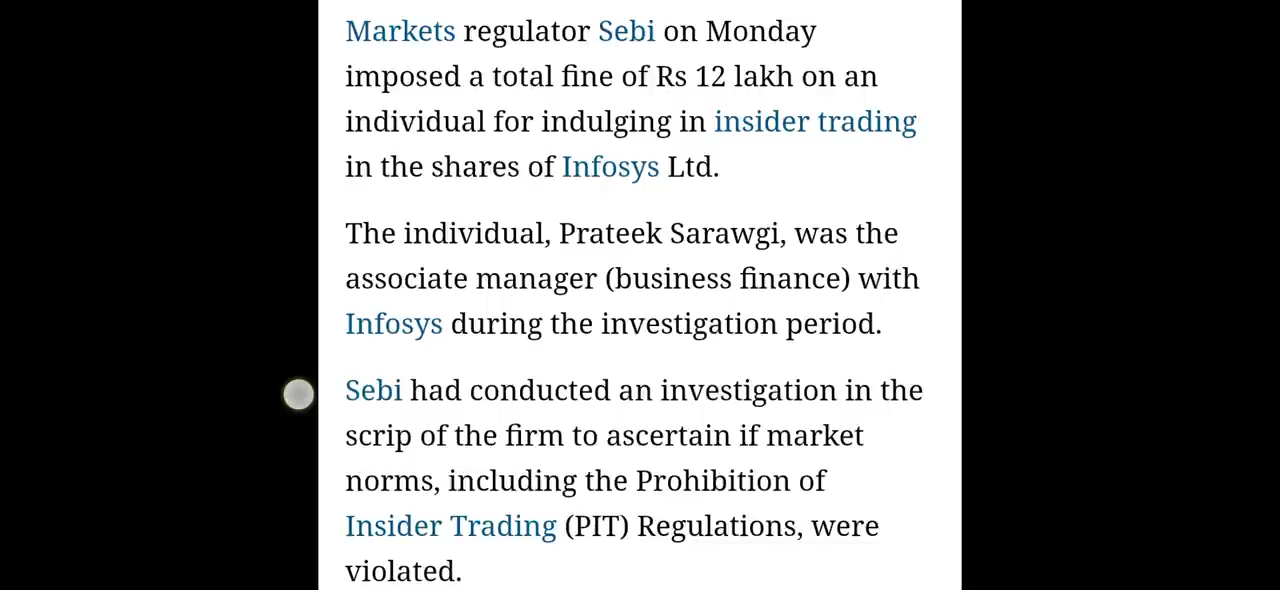 Markets regulator Sebi on Monday
imposed a total fine of Rs 12 lakh on an
individual for indulging in insider trading
in the shares of Infosys Ltd.
The individual, Prateek Sarawgi, was the
associate manager (business finance) with
Infosys during the investigation period.
Sebi had conducted an investigation in the
scrip of the firm to ascertain if market
norms, including the Prohibition of
Insider Trading (PIT) Regulations, were
violated.